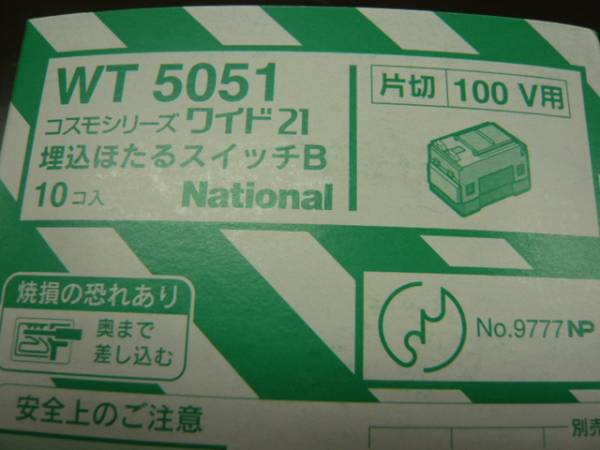 WT 5051
コスモシリーズ ワイド21
埋込ほたるスイッチB
10コ入 National
片切 100 V用
焼損の恐れあり
奥まで
差し込む
No.9777 NP
安全上のご注意
別売